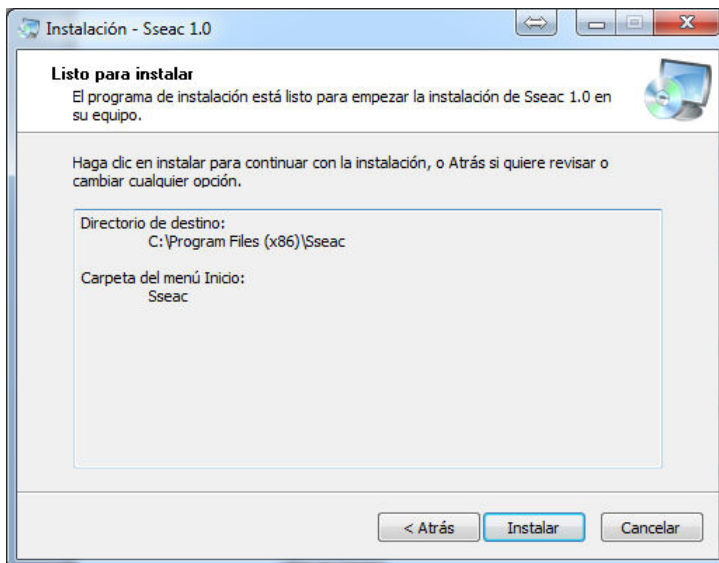 Instalación - Sseac 1.0
Listo para instalar
El programa de instalación está listo para empezar la instalación de Sseac 1.0 en
su equipo.
Haga clic en instalar para continuar con la instalación, o Atrás si quiere revisar o
cambiar cualquier opción.
Directorio de destino:
C:\Program Files (x86)\Sseac
Carpeta del menú Inicio:
Sseac
< Atrás Instalar Cancelar